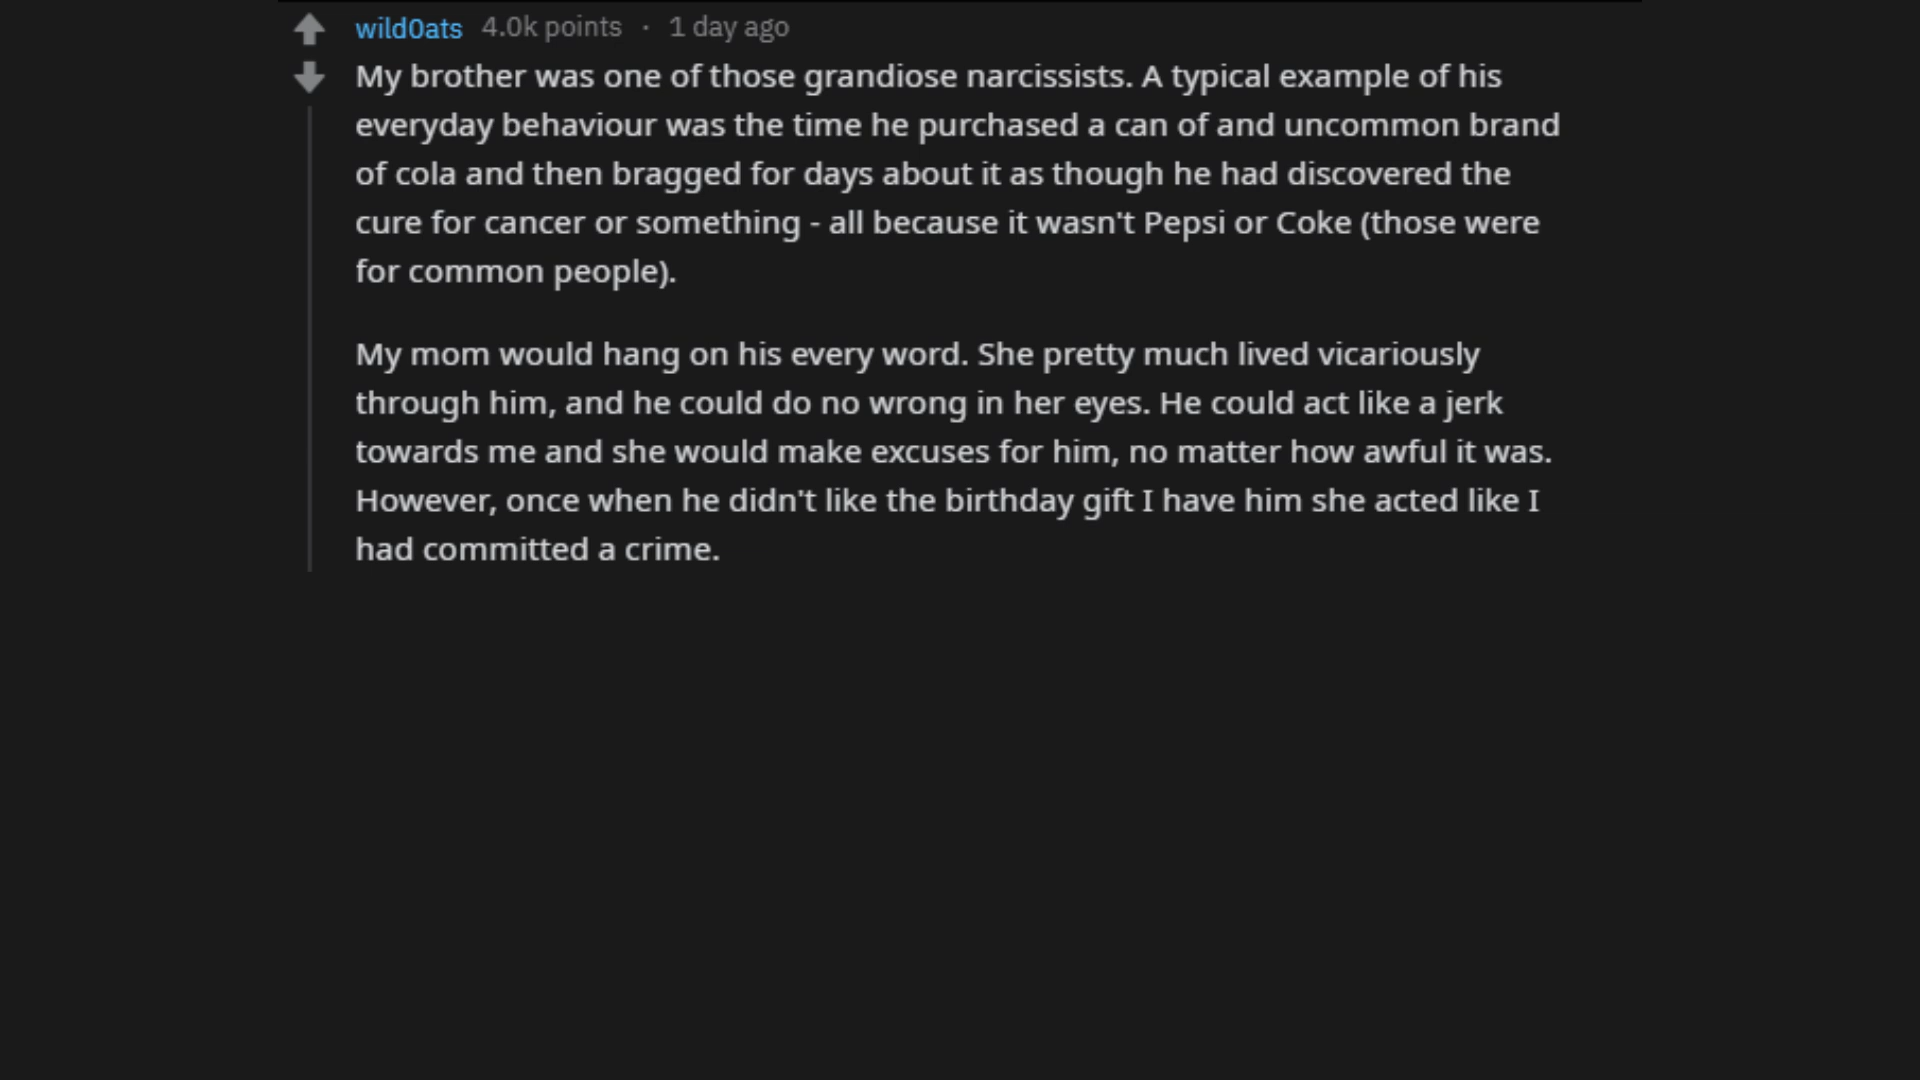 wild0ats 4.0k points · 1 day ago
My brother was one of those grandiose narcissists. A typical example of his
everyday behaviour was the time he purchased a can of and uncommon brand
of cola and then bragged for days about it as though he had discovered the
cure for cancer or something - all because it wasn't Pepsi or Coke (those were
for common people).
My mom would hang on his every word. She pretty much lived vicariously
through him, and he could do no wrong in her eyes. He could act like a jerk
towards me and she would make excuses for him, no matter how awful it was.
However, once when he didn't like the birthday gift I have him she acted like I
had committed a crime.